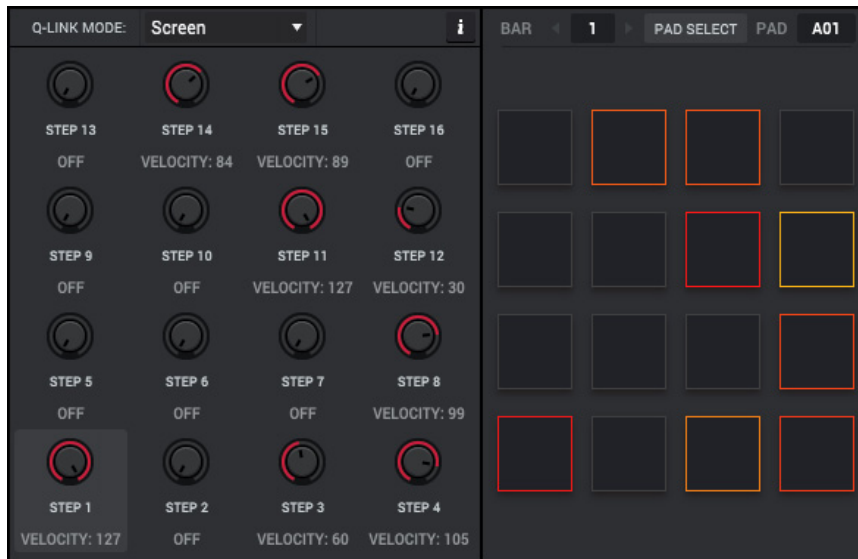 Q-LINK MODE: Screen i BAR 1 PAD SELECT PAD A01
STEP 13 STEP 14 STEP 15 STEP 16
OFF VELOCITY: 84 VELOCITY: 89 OFF
STEP 9 STEP 10 STEP 11 STEP 12
OFF OFF VELOCITY: 127 VELOCITY: 30
STEP 5 STEP 6 STEP 7 STEP 8
OFF OFF OFF VELOCITY: 99
STEP 1 STEP 2 STEP 3 STEP 4
VELOCITY: 127 OFF VELOCITY: 60 VELOCITY: 105